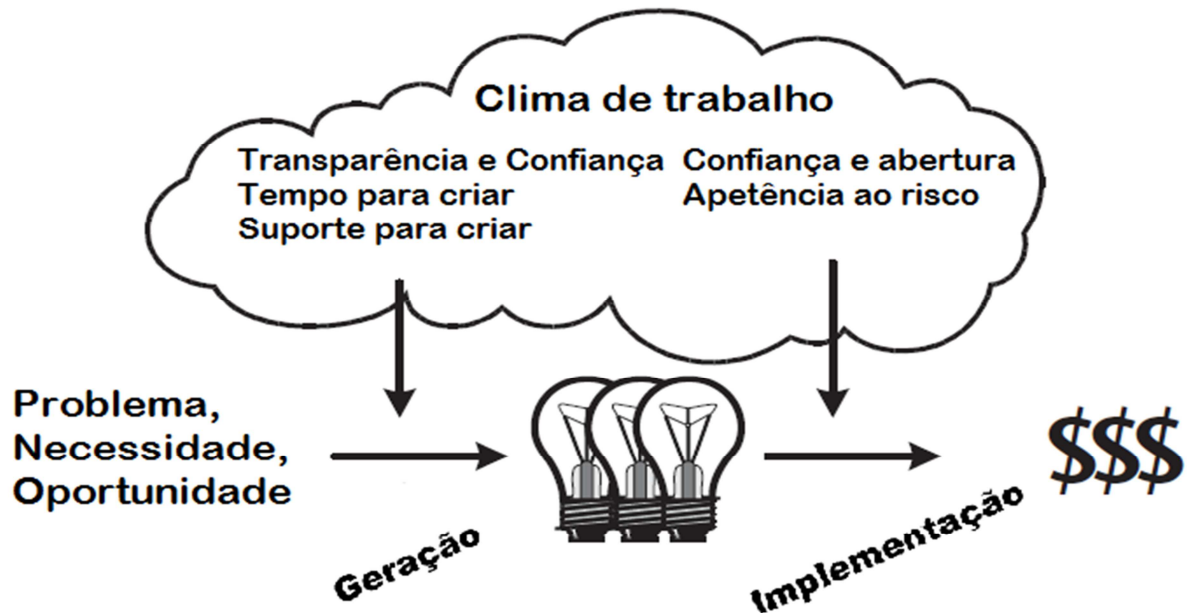 Clima de trabalho
Transparência e Confiança
Tempo para criar
Suporte para criar
Confiança e abertura
Apetência ao risco
Problema,
Necessidade,
Oportunidade
Geração
Implementação
$$$